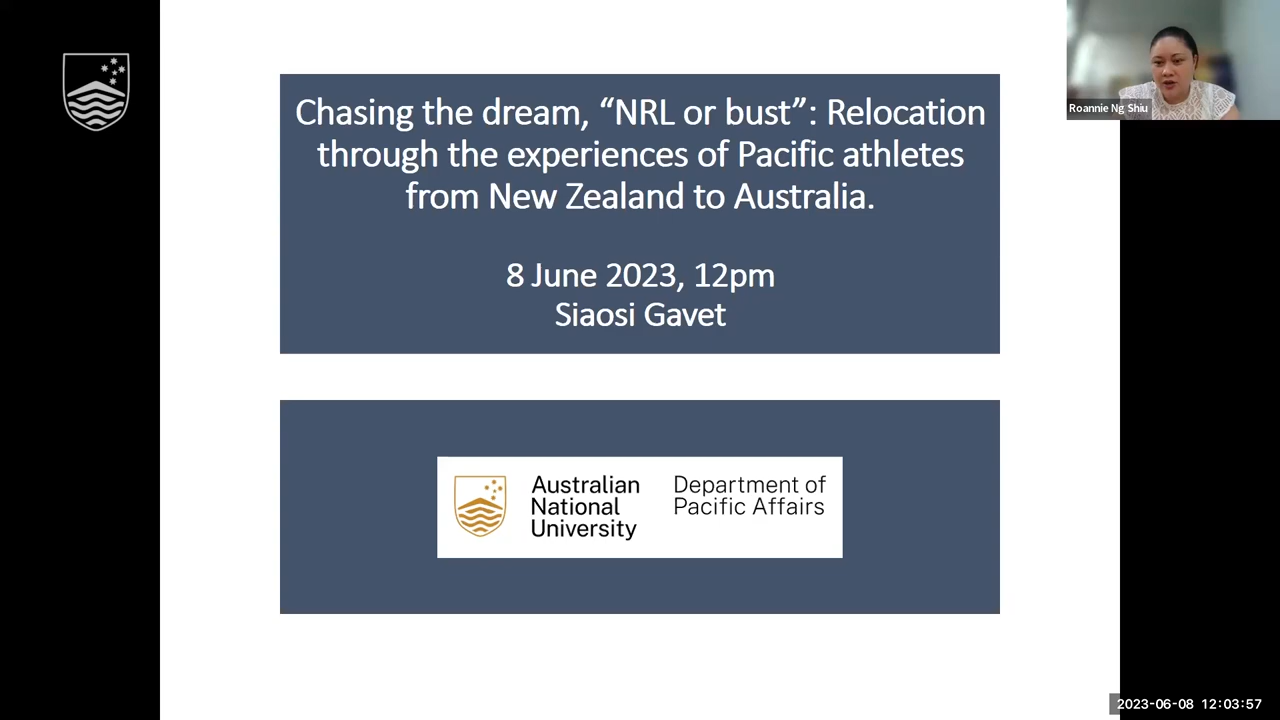 Chasing the dream, “NRL or bust”: Relocation
through the experiences of Pacific athletes
from New Zealand to Australia.
8 June 2023, 12pm
Siaosi Gavet
Australian
National
University
Department of
Pacific Affairs
Roannie Ng Shiu
2023-06-08 12:03:57